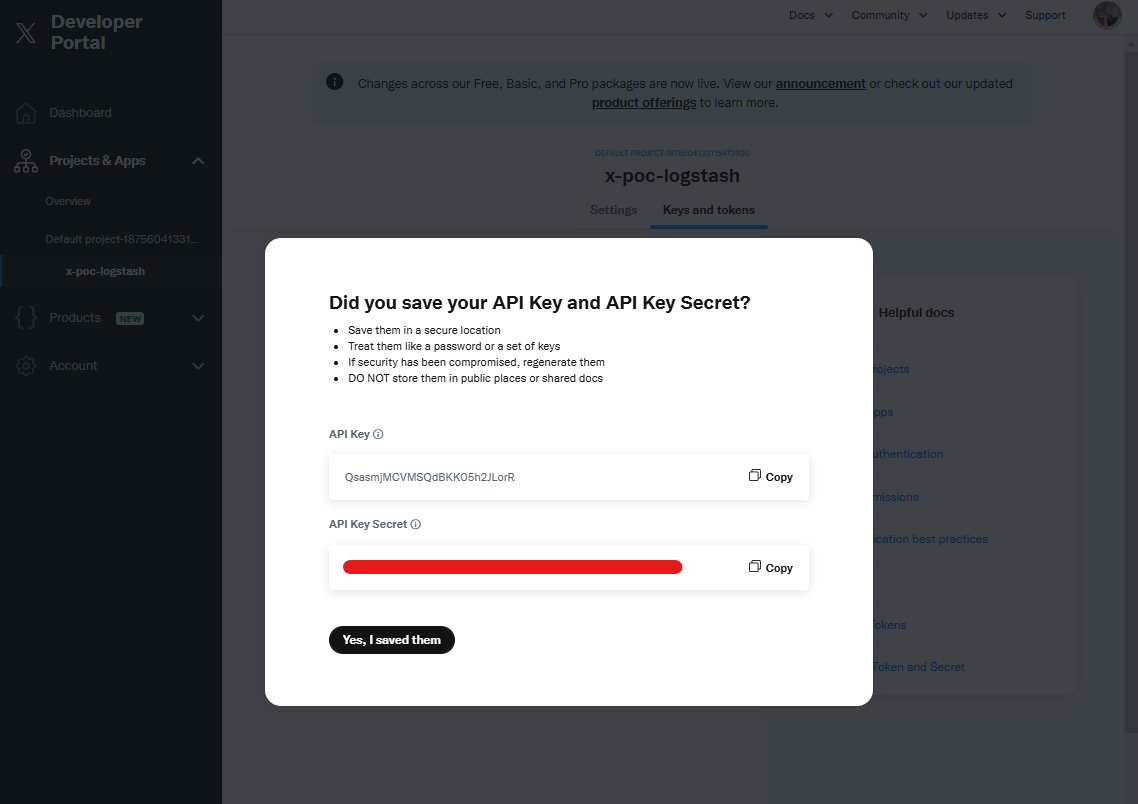 Developer
Portal
Docs
Community
Updates
Support
Changes across our Free, Basic, and Pro packages are now live. View our announcement or check out our updated
product offerings to learn more.
Dashboard
Projects & Apps
Overview
Default project-18756041331...
x-poc-logstash
Products NEW
Account
DEFAULT PROJECT-1875604133115473920
x-poc-logstash
Settings
Keys and tokens
Did you save your API Key and API Key Secret?
Save them in a secure location
Treat them like a password or a set of keys
If security has been compromised, regenerate them
DO NOT store them in public places or shared docs
API Key
QsasmjMCVMSQdBKK05h2JLorR
Copy
API Key Secret
Copy
Yes, I saved them
Helpful docs
rojects
pps
uthentication
missions
ication best practices
Tokens
Token and Secret